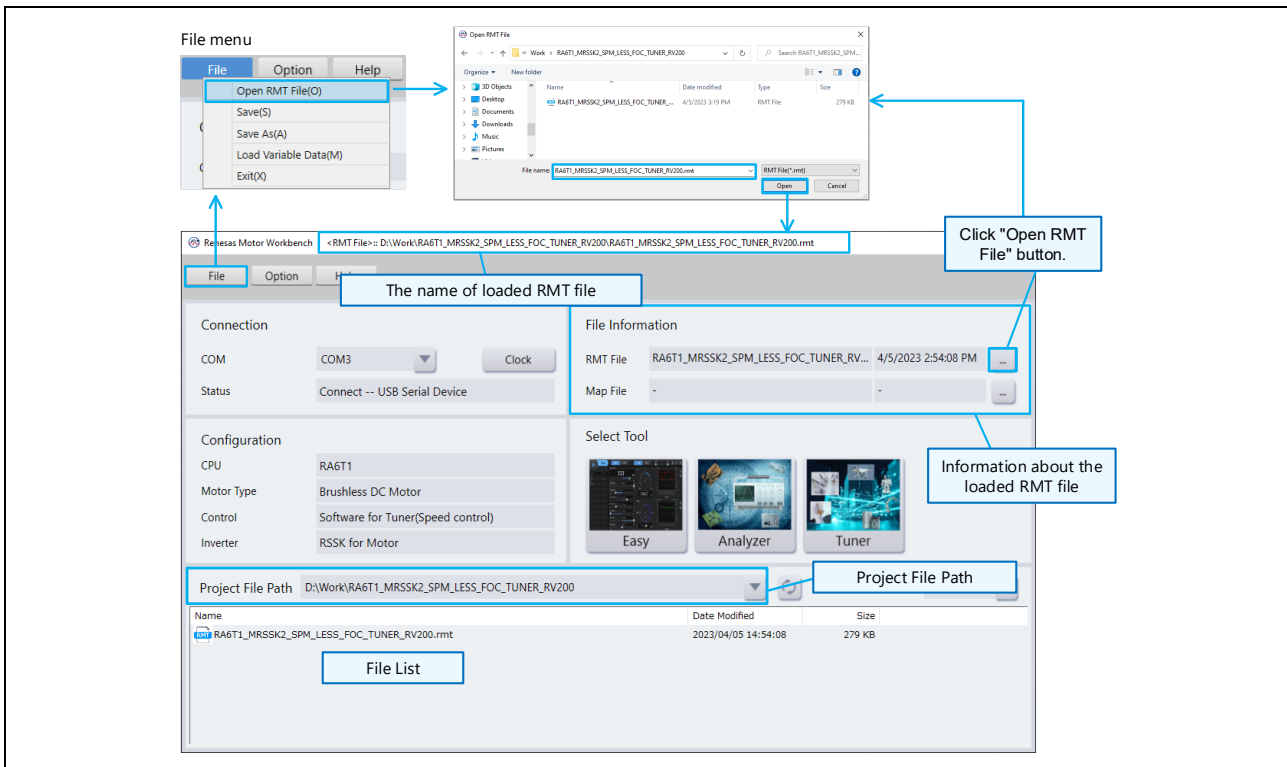 File menu
File Option Help
Open RMT File(O)
Save(S)
Save As(A)
Load Variable Data(M)
Exit(X)
Open RMT File
« Work > RA6T1_MRSSK2_SPM_LESS_FOC_TUNER_RV200
Search RA6T1_MRSSK2_SPM...
Organize New folder
Name Date modified Type Size
3D Objects
Desktop
Documents
Downloads
Music
Pictures
RA6T1_MRSSK2_SPM_LESS_FOC_TUNER_... 4/5/2023 3:19 PM RMT File 279 KB
File name: RA6T1_MRSSK2_SPM_LESS_FOC_TUNER_RV200.rmt RMT File(*.rmt)
Open Cancel
Click "Open RMT
File" button.
Renesas Motor Workbench <RMT File>:: D:\Work\RA6T1_MRSSK2_SPM_LESS_FOC_TUNER_RV200\RA6T1_MRSSK2_SPM_LESS_FOC_TUNER_RV200.rmt
File Option
The name of loaded RMT file
Connection
COM COM3 Clock
Status Connect -- USB Serial Device
File Information
RMT File RA6T1_MRSSK2_SPM_LESS_FOC_TUNER_RV... 4/5/2023 2:54:08 PM ...
Map File - - ...
Information about the
loaded RMT file
Configuration
CPU RA6T1
Motor Type Brushless DC Motor
Control Software for Tuner(Speed control)
Inverter RSSK for Motor
Select Tool
Easy Analyzer Tuner
Project File Path D:\Work\RA6T1_MRSSK2_SPM_LESS_FOC_TUNER_RV200
Project File Path
Name Date Modified Size
RMT RA6T1_MRSSK2_SPM_LESS_FOC_TUNER_RV200.rmt 2023/04/05 14:54:08 279 KB
File List